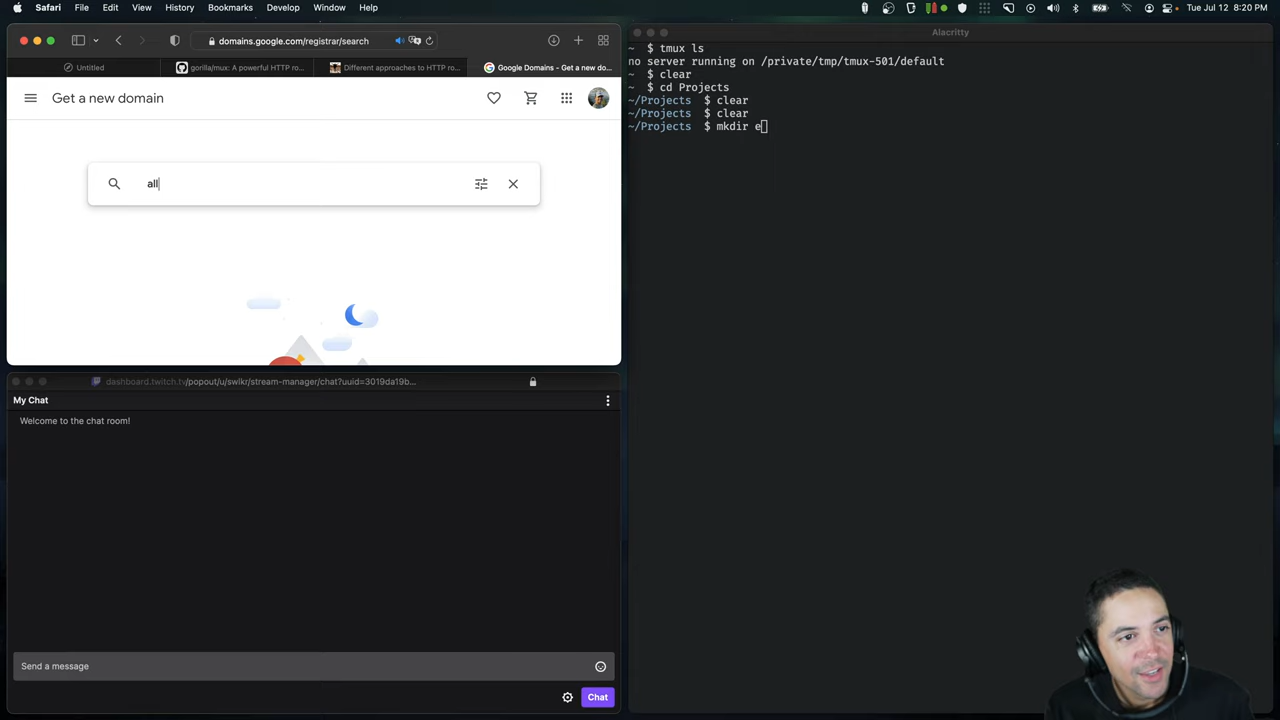 Safari File Edit View History Bookmarks Develop Window Help
Tue Jul 12 8:20 PM
domains.google.com/registrar/search
Untitled
gorilla/mux: A powerful HTTP ro...
Different approaches to HTTP ro...
Google Domains - Get a new do...
Get a new domain
all
dashboard.twitch.tv/popout/u/swlkr/stream-manager/chat?uuid=3019da19b...
My Chat
Welcome to the chat room!
Send a message
Chat
Alacritty
~ $ tmux ls
no server running on /private/tmp/tmux-501/default
~ $ clear
~ $ cd Projects
~/Projects $ clear
~/Projects $ clear
~/Projects $ mkdir e